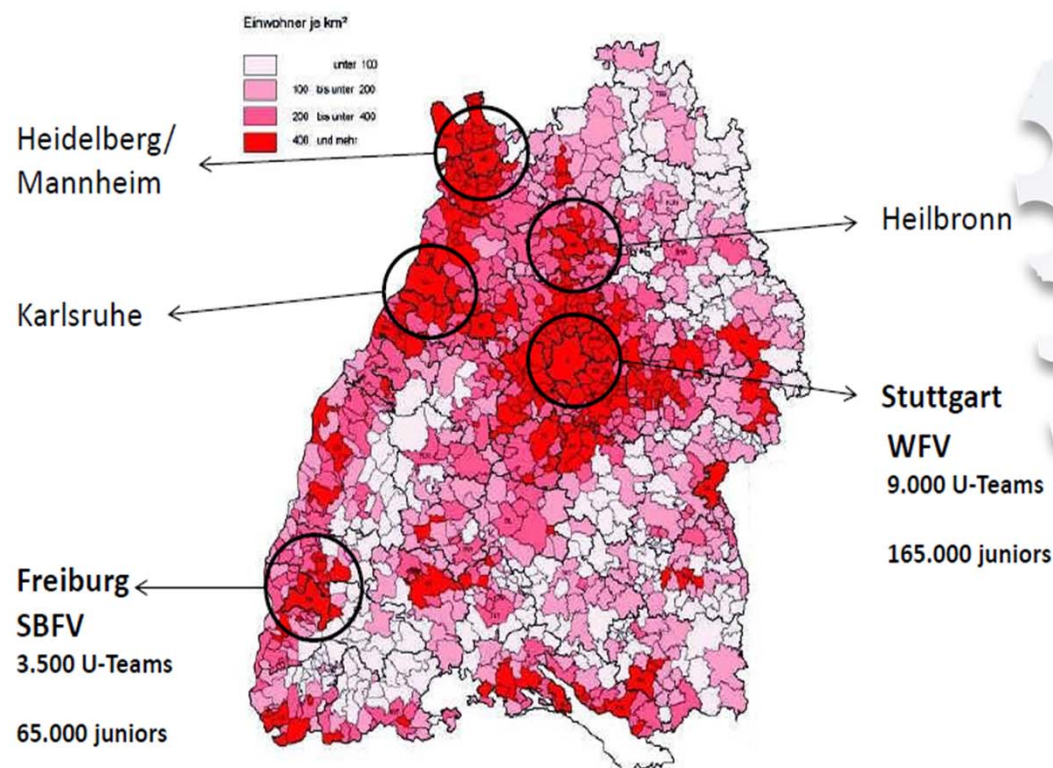 Einwohner je km²
unter 100
100 bis unter 200
200 bis unter 400
400 und mehr
Heidelberg/
Mannheim
Heilbronn
Karlsruhe
Stuttgart
WFV
9.000 U-Teams
165.000 juniors
Freiburg
SBFV
3.500 U-Teams
65.000 juniors